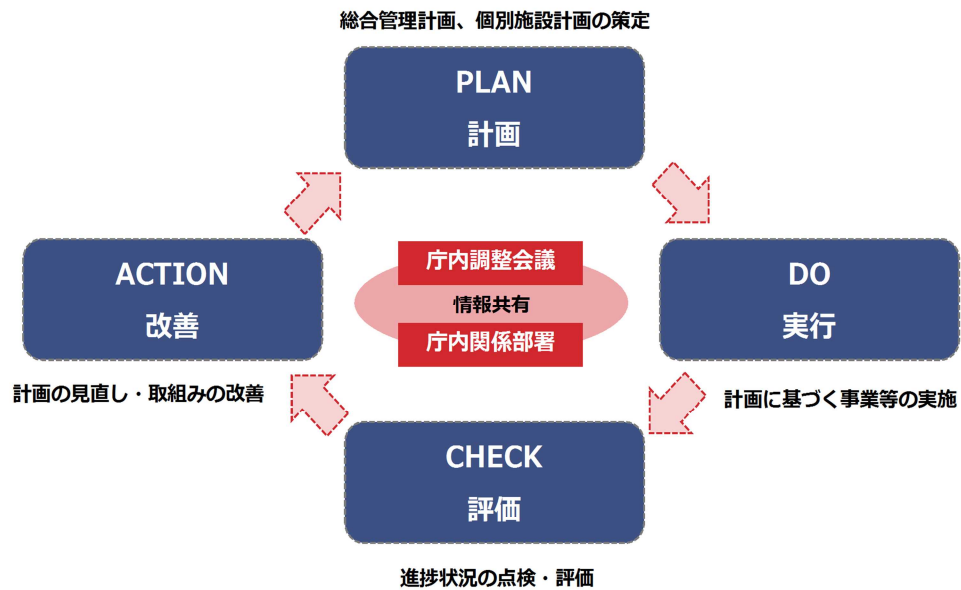 総合管理計画、個別施設計画の策定
PLAN
計画
ACTION
改善
計画の見直し・取組みの改善
庁内調整会議
情報共有
庁内関係部署
DO
実行
計画に基づく事業等の実施
CHECK
評価
進捗状況の点検・評価